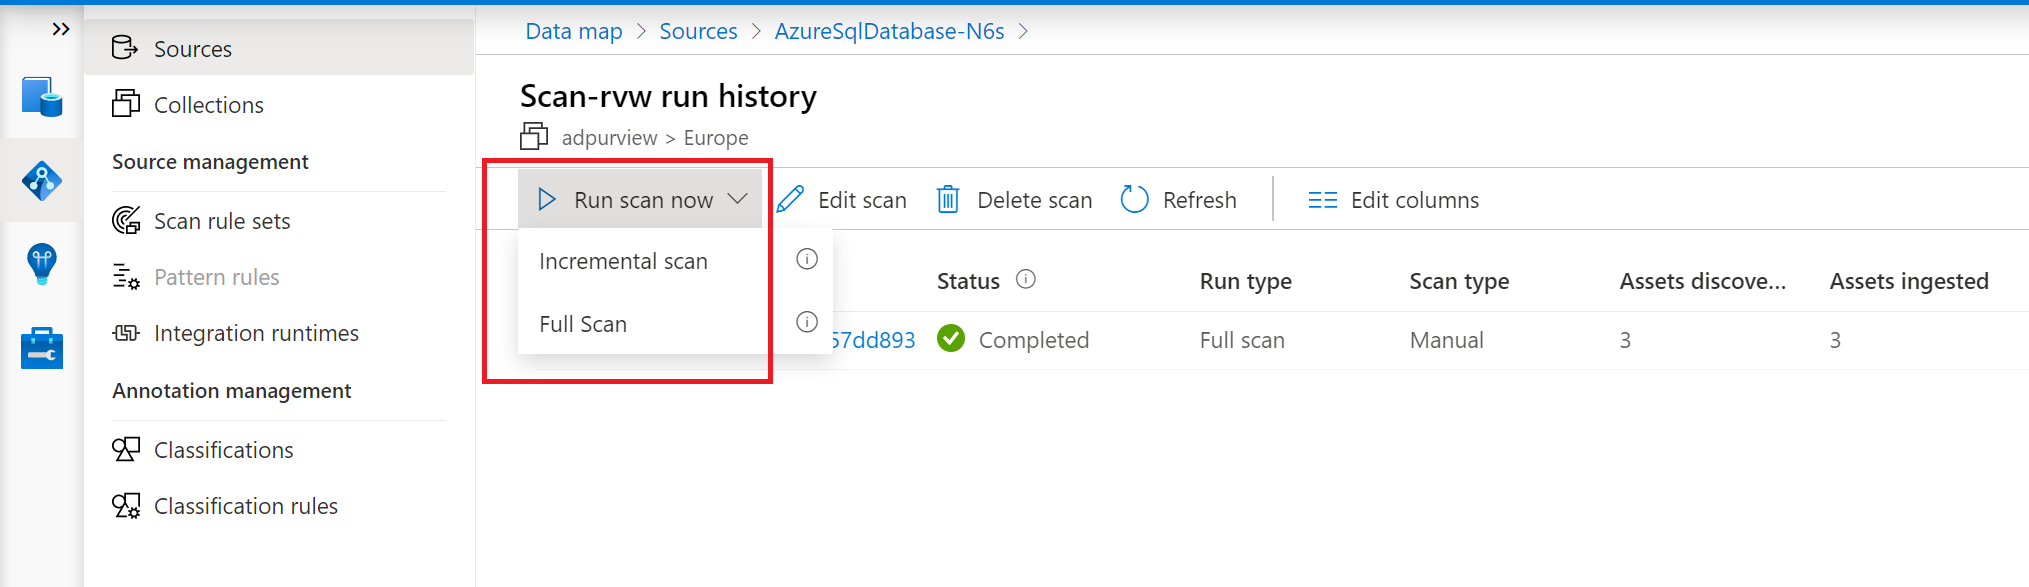 Sources
Collections
Source management
Scan rule sets
Pattern rules
Integration runtimes
Annotation management
Classifications
Classification rules
Data map > Sources > AzureSqlDatabase-N6s >
Scan-rvw run history
adpurview > Europe
Run scan now Edit scan Delete scan Refresh Edit columns
Incremental scan
Full Scan
Status Run type Scan type Assets discove... Assets ingested
57dd893 Completed Full scan Manual 3 3